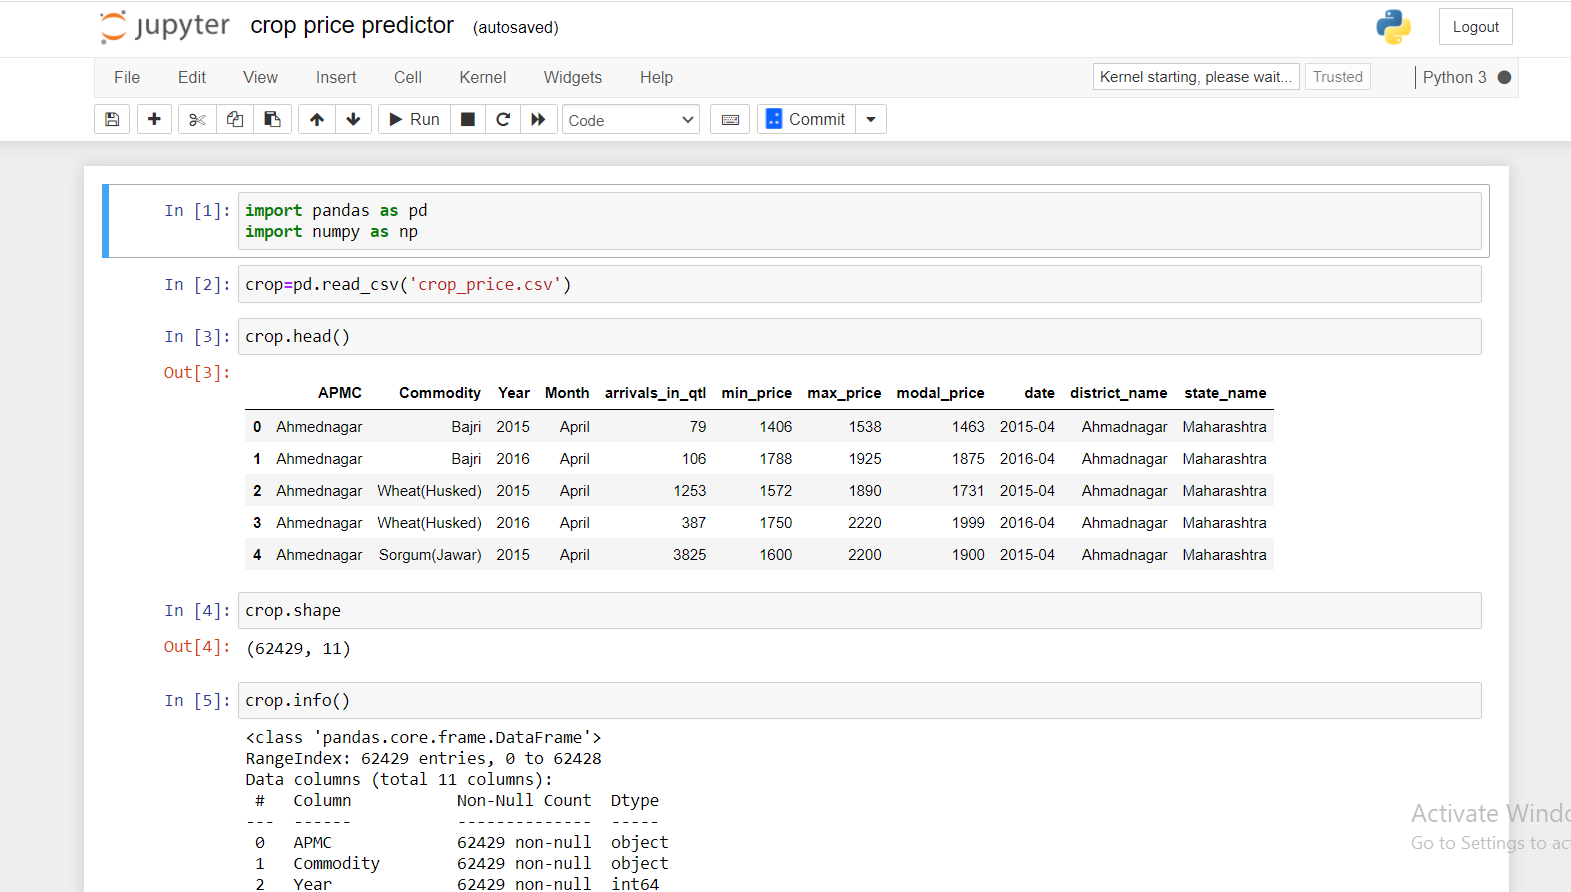 jupyter crop price predictor (autosaved) Logout
File Edit View Insert Cell Kernel Widgets Help Kernel starting, please wait... Trusted Python 3
Run Code Commit
In [1]: import pandas as pd
import numpy as np
In [2]: crop=pd.read_csv('crop_price.csv')
In [3]: crop.head()
Out[3]:
APMC Commodity Year Month arrivals_in_qtl min_price max_price modal_price date district_name state_name
0 Ahmednagar Bajri 2015 April 79 1406 1538 1463 2015-04 Ahmadnagar Maharashtra
1 Ahmednagar Bajri 2016 April 106 1788 1925 1875 2016-04 Ahmadnagar Maharashtra
2 Ahmednagar Wheat(Husked) 2015 April 1253 1572 1890 1731 2015-04 Ahmadnagar Maharashtra
3 Ahmednagar Wheat(Husked) 2016 April 387 1750 2220 1999 2016-04 Ahmadnagar Maharashtra
4 Ahmednagar Sorgum(Jawar) 2015 April 3825 1600 2200 1900 2015-04 Ahmadnagar Maharashtra
In [4]: crop.shape
Out[4]: (62429, 11)
In [5]: crop.info()
<class 'pandas.core.frame.DataFrame'>
RangeIndex: 62429 entries, 0 to 62428
Data columns (total 11 columns):
# Column Non-Null Count Dtype
--- ------ -------------- -----
0 APMC 62429 non-null object
1 Commodity 62429 non-null object
2 Year 62429 non-null int64
Activate Windo
Go to Settings to ac